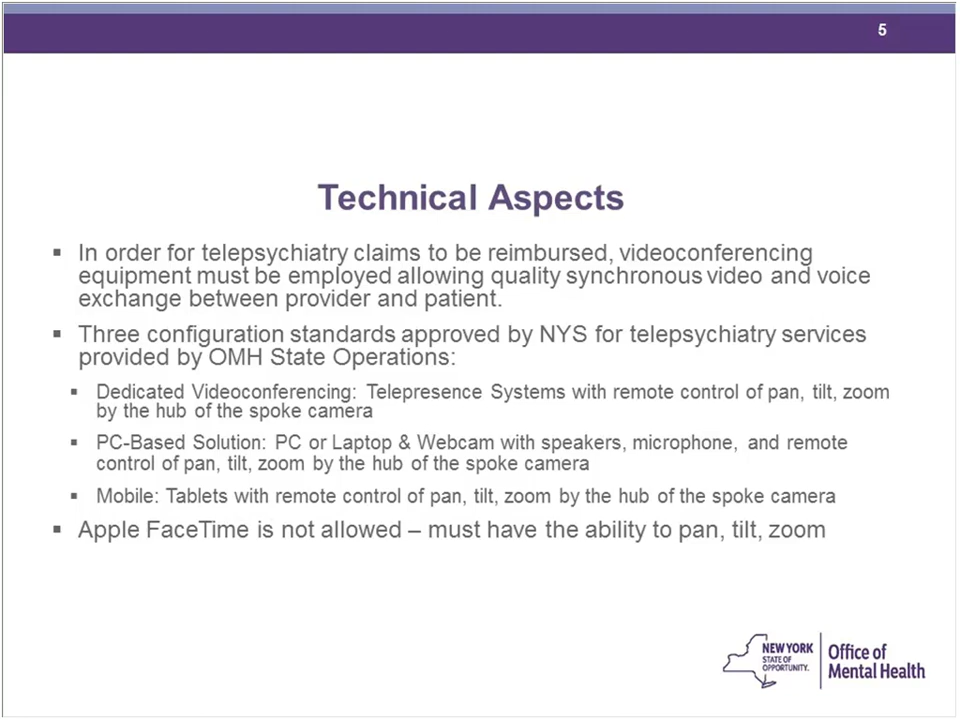 5
Technical Aspects
▪ In order for telepsychiatry claims to be reimbursed, videoconferencing
equipment must be employed allowing quality synchronous video and voice
exchange between provider and patient.
▪ Three configuration standards approved by NYS for telepsychiatry services
provided by OMH State Operations:
▪ Dedicated Videoconferencing: Telepresence Systems with remote control of pan, tilt, zoom
by the hub of the spoke camera
▪ PC-Based Solution: PC or Laptop & Webcam with speakers, microphone, and remote
control of pan, tilt, zoom by the hub of the spoke camera
▪ Mobile: Tablets with remote control of pan, tilt, zoom by the hub of the spoke camera
▪ Apple FaceTime is not allowed – must have the ability to pan, tilt, zoom
NEW YORK
STATE OF
OPPORTUNITY.
Office of
Mental Health